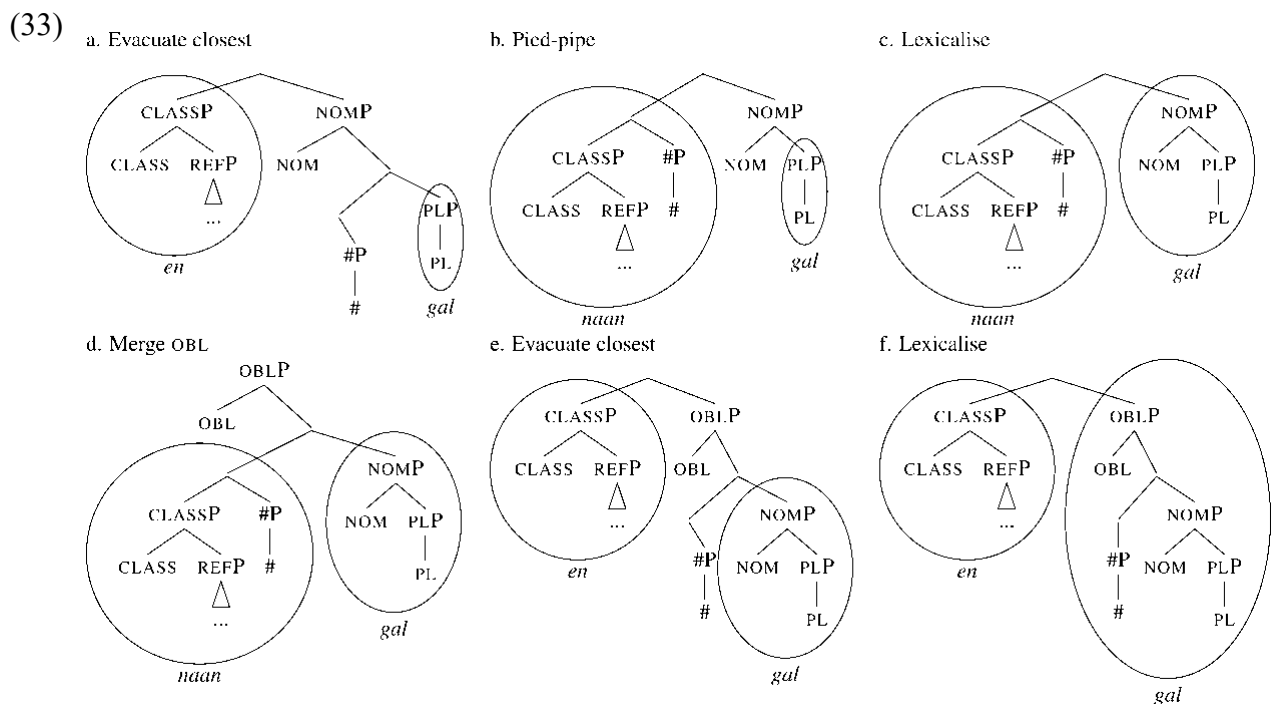 (33)
a. Evacuate closest b. Pied-pipe c. Lexicalise
CLASSP NOMP NOMP NOMP
CLASS REFP NOM CLASSP #P NOM PLP CLASSP #P NOM PLP
... PLP CLASS REFP # PL CLASS REFP # PL
en #P PL ... gal ... gal
# gal naan naan
d. Merge OBL e. Evacuate closest f. Lexicalise
OBLP
OBL CLASSP OBLP CLASSP OBLP
NOMP CLASS REFP OBL CLASS REFP OBL
CLASSP #P NOM PLP ... NOMP ... NOMP
CLASS REFP # PL en #P NOM PLP en #P NOM PLP
... gal # PL # PL
naan gal gal